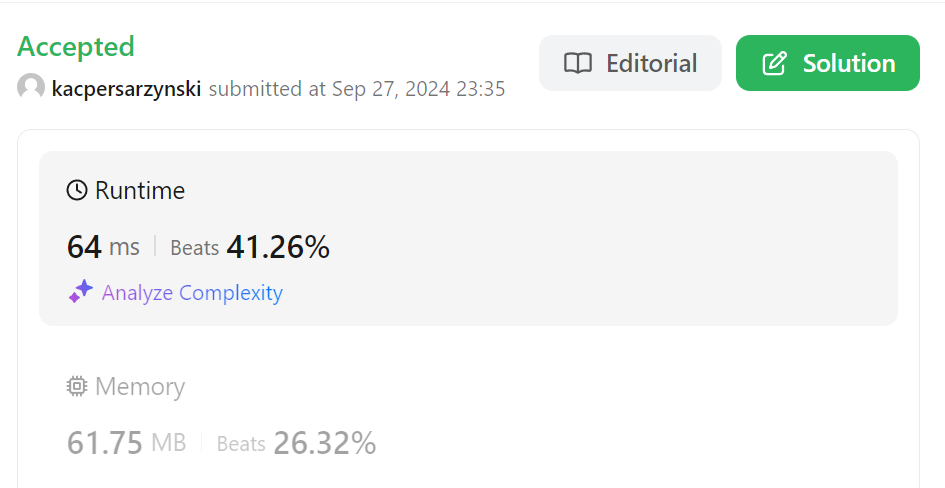 Accepted
kacpersarzynski submitted at Sep 27, 2024 23:35
Editorial
Solution
Runtime
64 ms Beats 41.26%
Analyze Complexity
Memory
61.75 MB Beats 26.32%